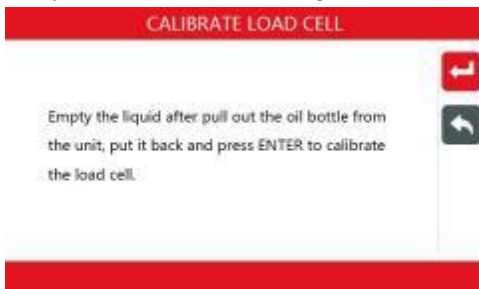 CALIBRATE LOAD CELL
Empty the liquid after pull out the oil bottle from
the unit, put it back and press ENTER to calibrate
the load cell.